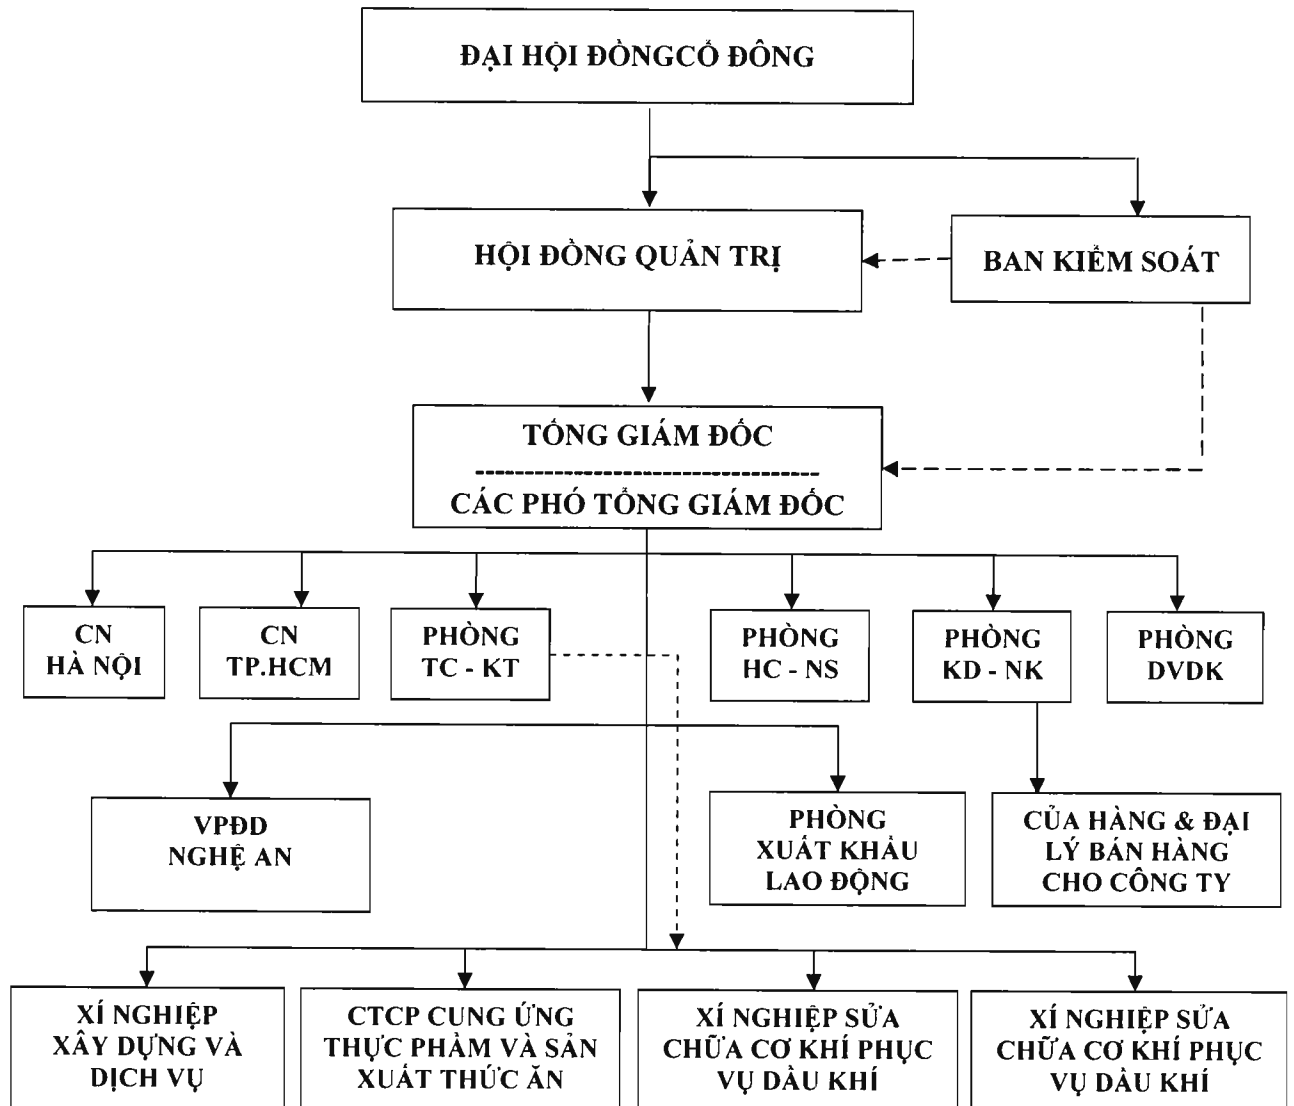 ĐẠI HỘI ĐỒNGCỔ ĐÔNG
HỘI ĐỒNG QUẢN TRỊ
BAN KIỂM SOÁT
TỔNG GIÁM ĐỐC
CÁC PHÓ TỔNG GIÁM ĐỐC
CN
HÀ NỘI
CN
TP.HCM
PHÒNG
TC - KT
PHÒNG
HC - NS
PHÒNG
KD - NK
PHÒNG
DVDK
VPĐD
NGHỆ AN
PHÒNG
XUẤT KHẨU
LAO ĐỘNG
CỦA HÀNG & ĐẠI
LÝ BÁN HÀNG
CHO CÔNG TY
XÍ NGHIỆP
XÂY DỰNG VÀ
DỊCH VỤ
CTCP CUNG ỨNG
THỰC PHẨM VÀ SẢN
XUẤT THỨC ĂN
XÍ NGHIỆP SỬA
CHỮA CƠ KHÍ PHỤC
VỤ DẦU KHÍ
XÍ NGHIỆP SỬA
CHỮA CƠ KHÍ PHỤC
VỤ DẦU KHÍ